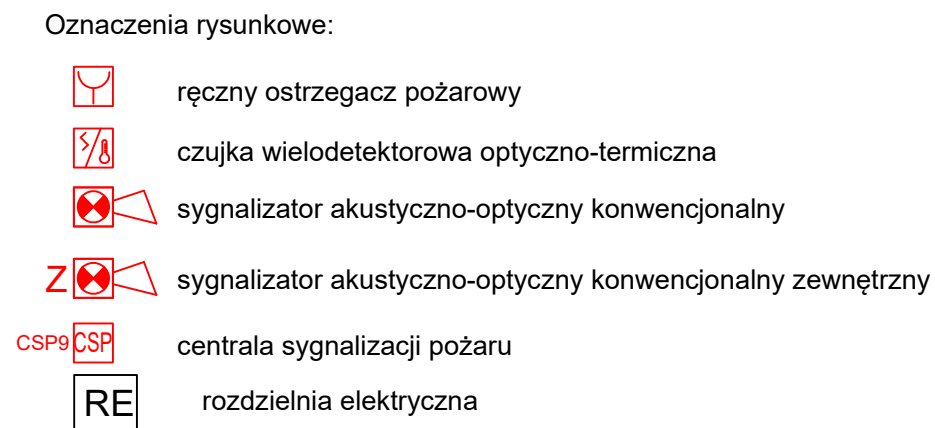 Oznaczenia rysunkowe:
ręczny ostrzegacz pożarowy
czujka wielodetektorowa optyczno-termiczna
sygnalizator akustyczno-optyczny konwencjonalny
Z sygnalizator akustyczno-optyczny konwencjonalny zewnętrzny
CSP9 CSP centrala sygnalizacji pożaru
RE rozdzielnia elektryczna